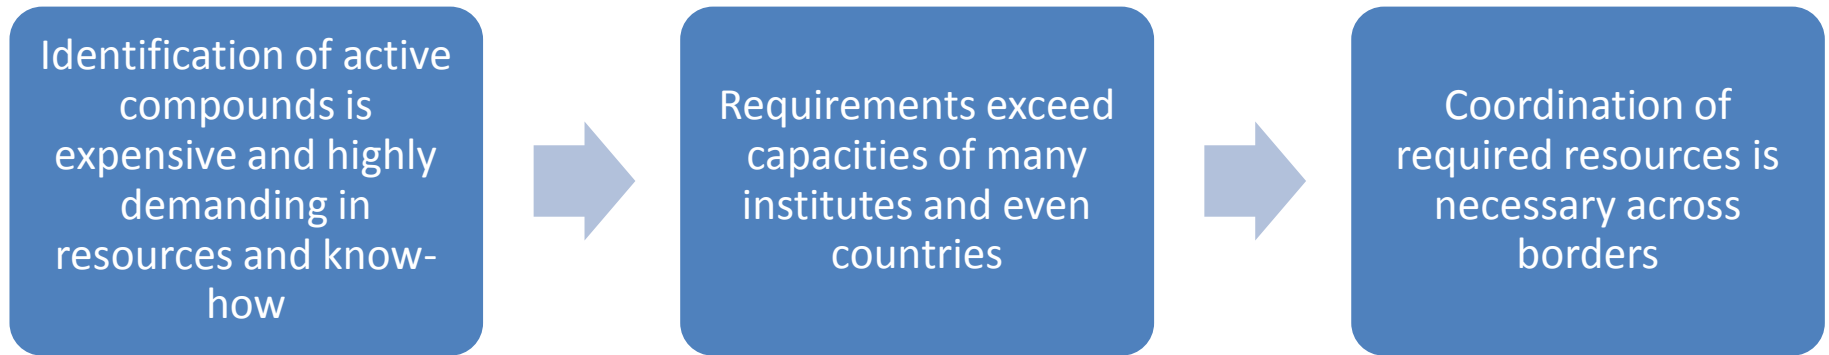 Identification of active
compounds is
expensive and highly
demanding in
resources and know-
how
Requirements exceed
capacities of many
institutes and even
countries
Coordination of
required resources is
necessary across
borders